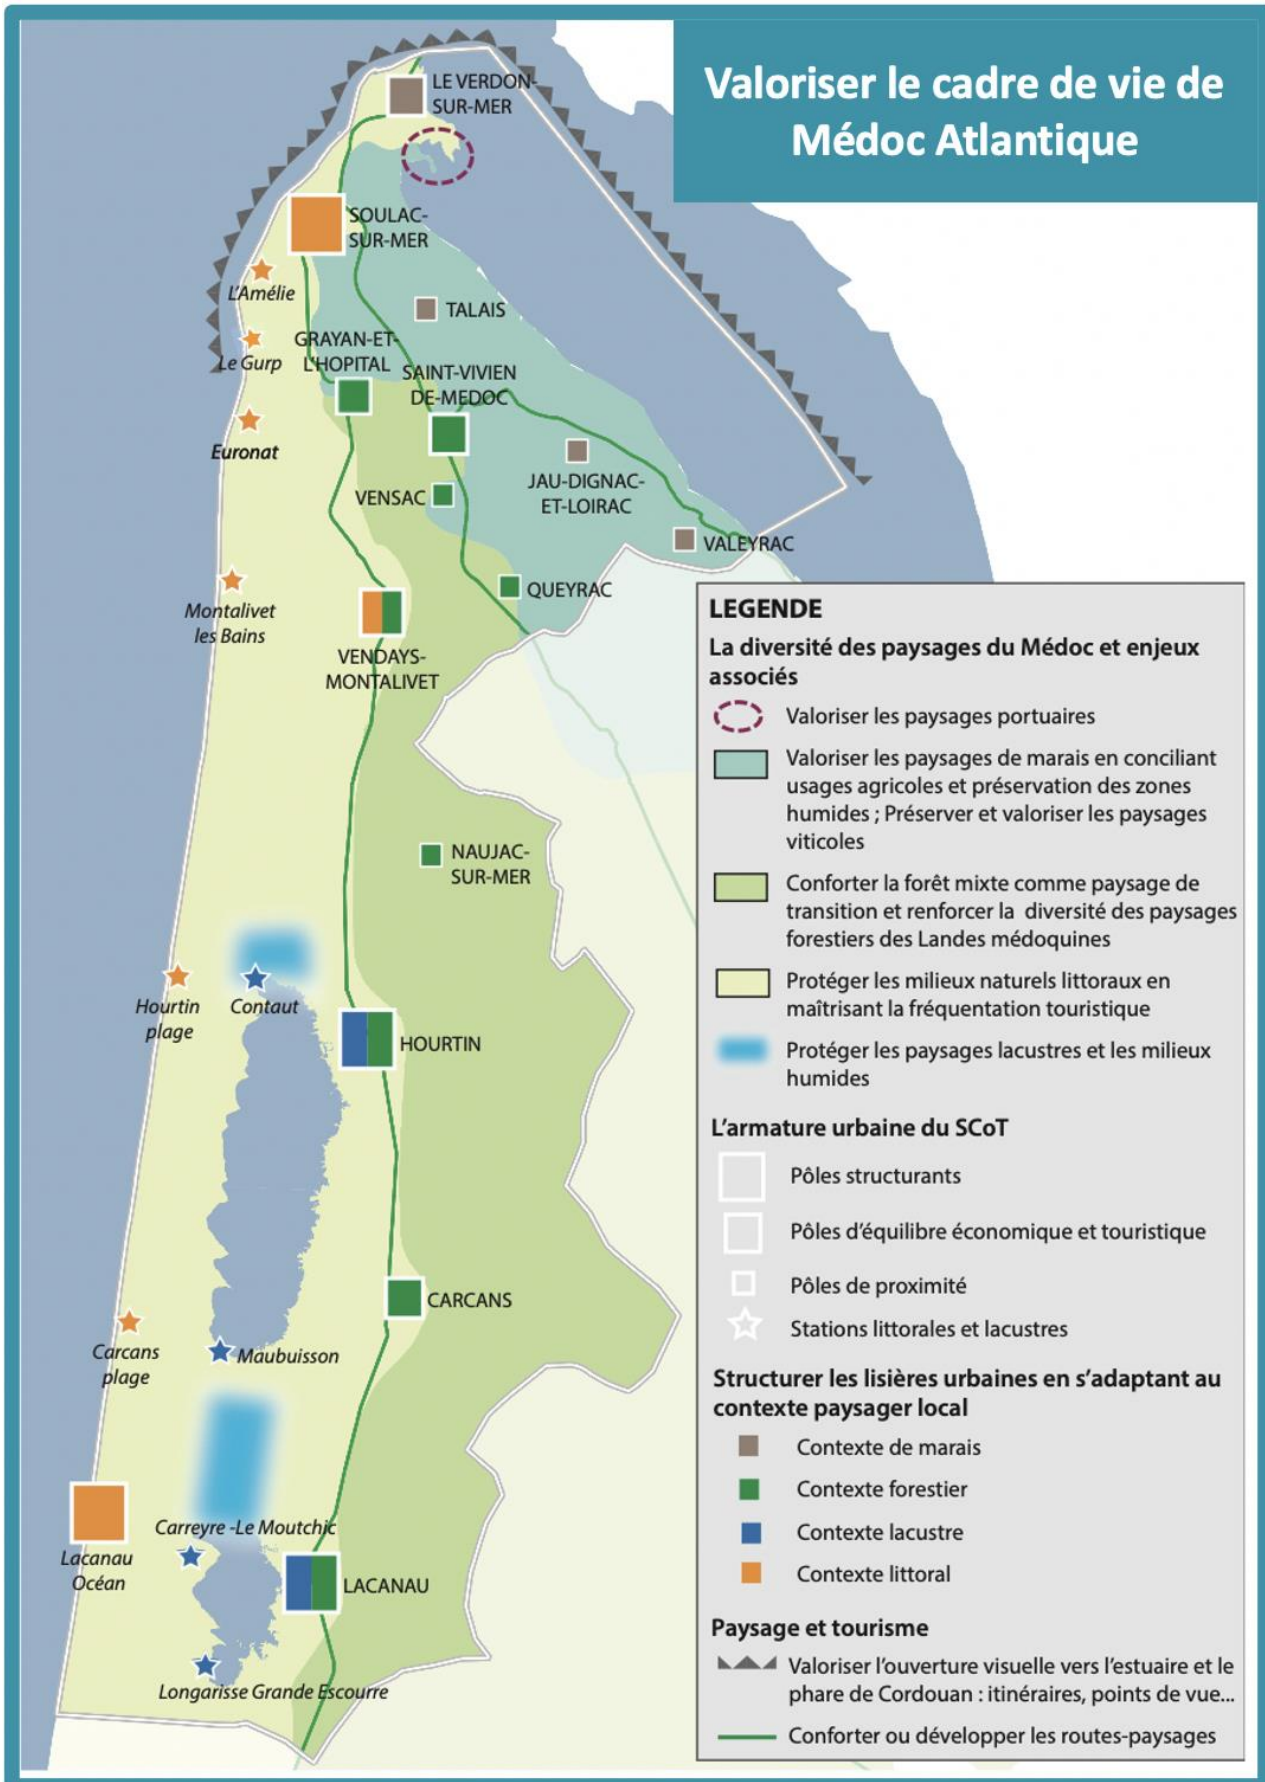 Valoriser le cadre de vie de
Médoc Atlantique
LE VERDON-
SUR-MER
SOULAC-
SUR-MER
L'Amélie
TALAIS
Le Gurp
GRAYAN-ET-
L'HOPITAL
SAINT-VIVIEN
DE-MEDOC
Euronat
JAU-DIGNAC-
ET-LOIRAC
VENSAC
VALEYRAC
QUEYRAC
Montalivet
les Bains
VENDAYS-
MONTALIVET
NAUJAC-
SUR-MER
Hourtin
plage
Contaut
HOURTIN
CARCANS
Carcans
plage
Maubuisson
Carreyre -Le Moutchic
Lacanau
Océan
LACANAU
Longarisse Grande Escourre
LEGENDE
La diversité des paysages du Médoc et enjeux
associés
Valoriser les paysages portuaires
Valoriser les paysages de marais en conciliant
usages agricoles et préservation des zones
humides ; Préserver et valoriser les paysages
viticoles
Conforter la forêt mixte comme paysage de
transition et renforcer la diversité des paysages
forestiers des Landes médoquines
Protéger les milieux naturels littoraux en
maîtrisant la fréquentation touristique
Protéger les paysages lacustres et les milieux
humides
L'armature urbaine du SCoT
Pôles structurants
Pôles d'équilibre économique et touristique
Pôles de proximité
Stations littorales et lacustres
Structurer les lisières urbaines en s'adaptant au
contexte paysager local
Contexte de marais
Contexte forestier
Contexte lacustre
Contexte littoral
Paysage et tourisme
Valoriser l'ouverture visuelle vers l'estuaire et le
phare de Cordouan : itinéraires, points de vue...
Conforter ou développer les routes-paysages